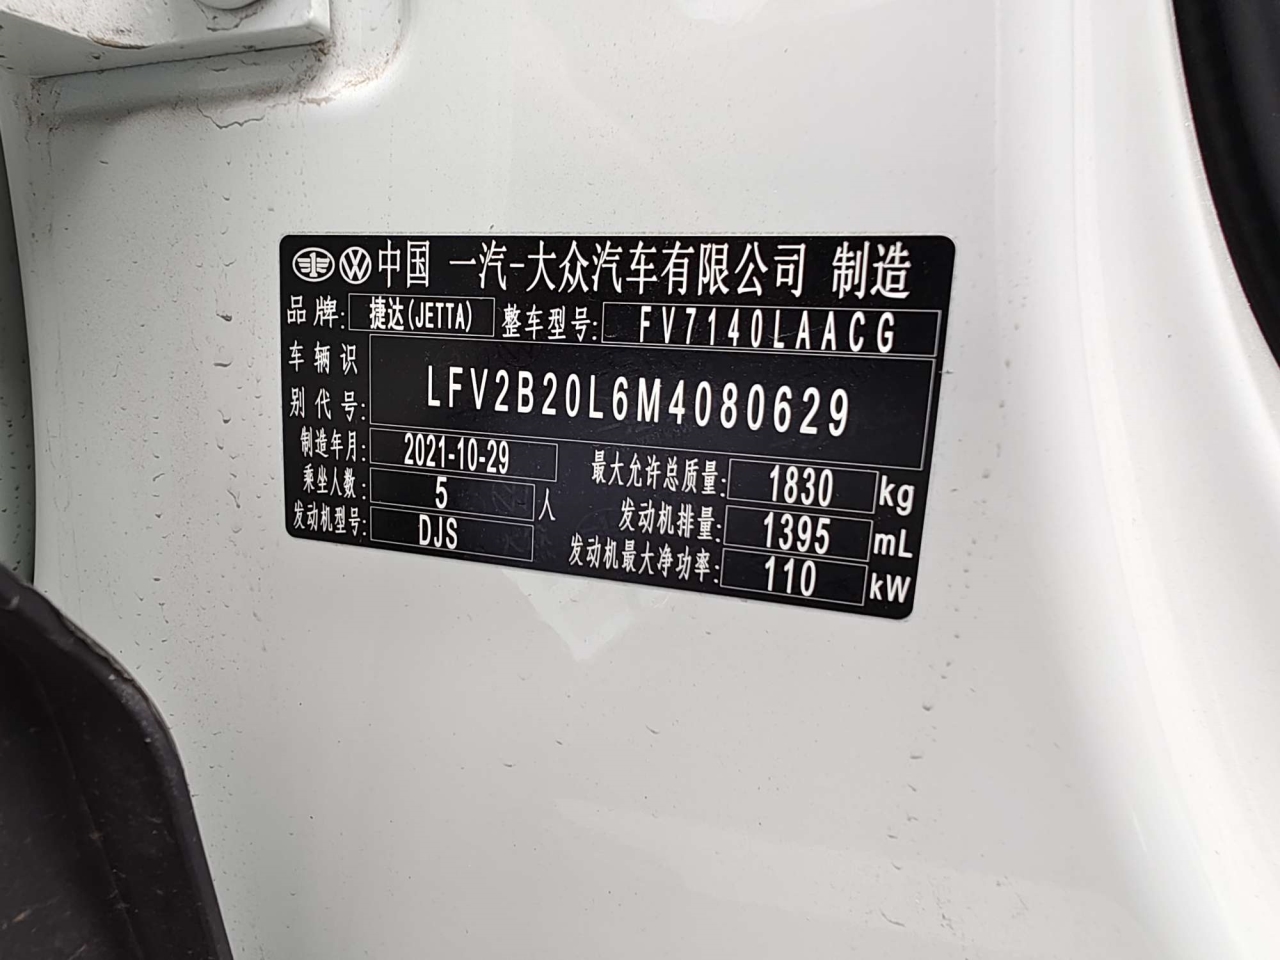 中国 一汽-大众汽车有限公司 制造
品牌: 捷达(JETTA) 整车型号: FV7140LAACG
车辆识别代号: LFV2B20L6M4080629
制造年月: 2021-10-29 最大允许总质量: 1830 kg
乘坐人数: 5 人 发动机排量: 1395 mL
发动机型号: DJS 发动机最大净功率: 110 kW